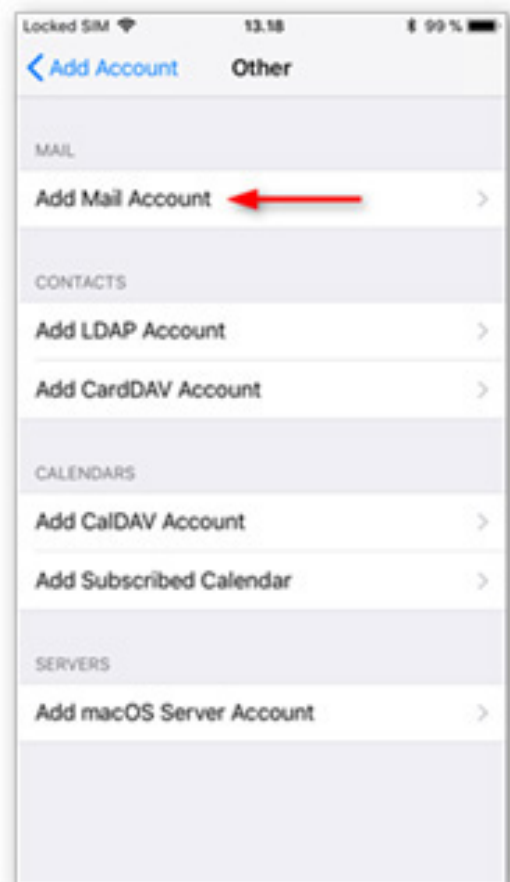 Locked SIM 13.18 99 %
Add Account Other
MAIL
Add Mail Account
CONTACTS
Add LDAP Account
Add CardDAV Account
CALENDARS
Add CalDAV Account
Add Subscribed Calendar
SERVERS
Add macOS Server Account